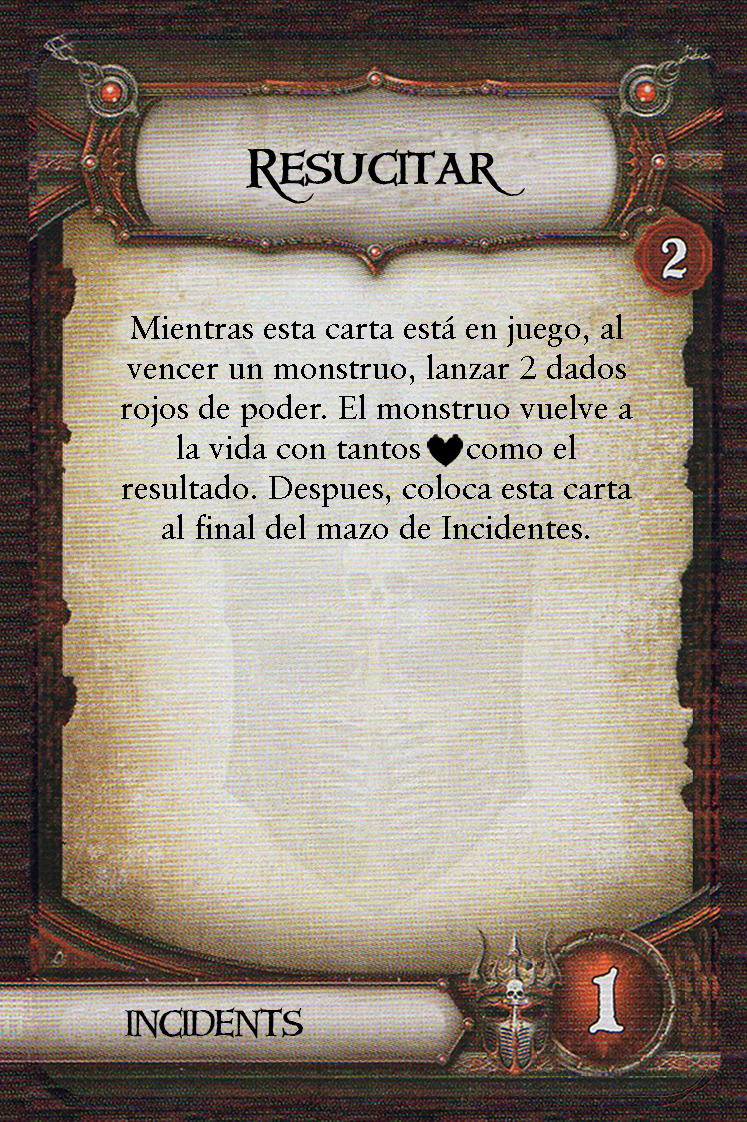 Resucitar
2
Mientras esta carta está en juego, al
vencer un monstruo, lanzar 2 dados
rojos de poder. El monstruo vuelve a
la vida con tantos ♥ como el
resultado. Despues, coloca esta carta
al final del mazo de Incidentes.
INCIDENTS
1